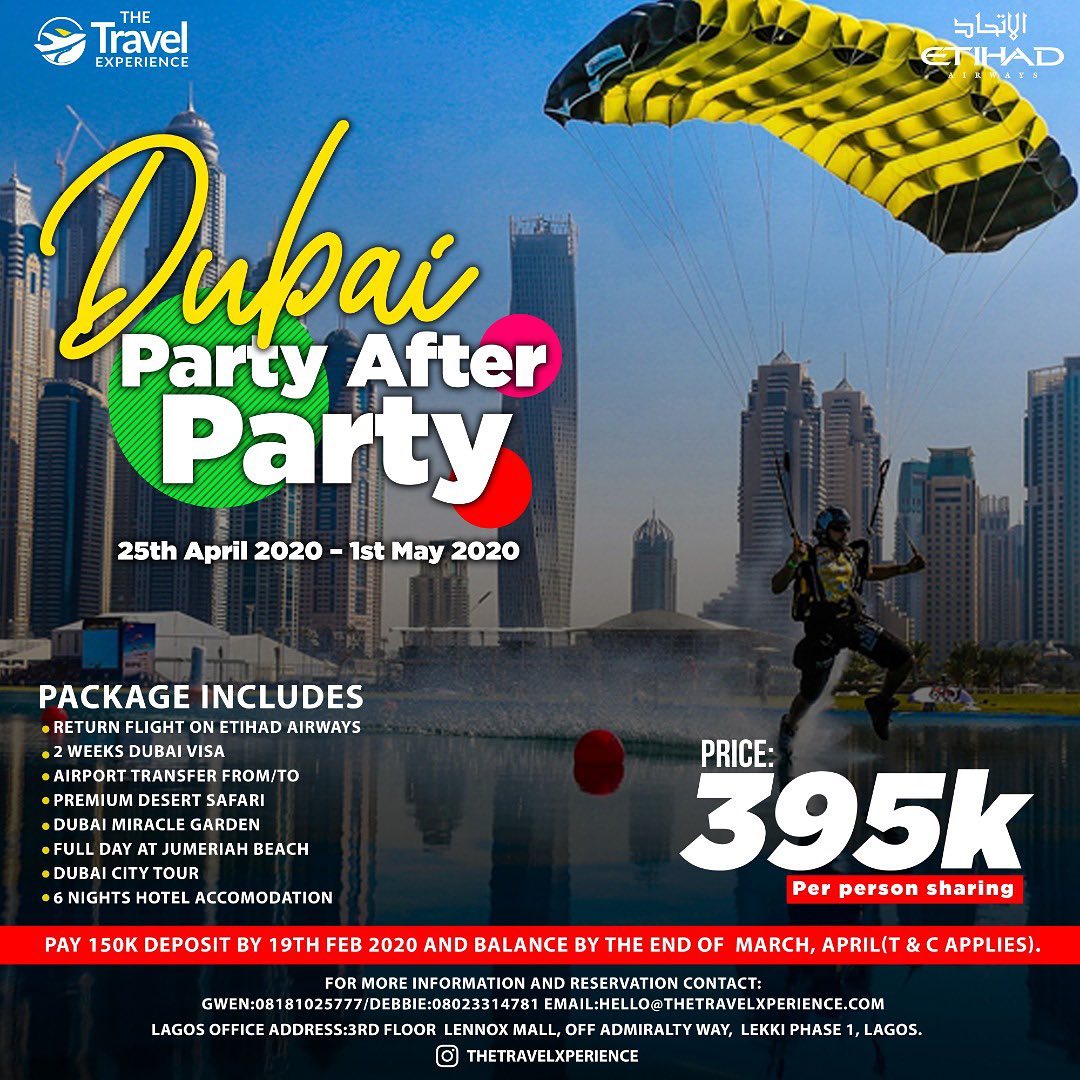 THE
Travel
EXPERIENCE
الإتحاد
ETIHAD
AIRWAYS
Dubai
Party After
Party
25th April 2020 – 1st May 2020
PACKAGE INCLUDES
• RETURN FLIGHT ON ETIHAD AIRWAYS
• 2 WEEKS DUBAI VISA
• AIRPORT TRANSFER FROM/TO
• PREMIUM DESERT SAFARI
• DUBAI MIRACLE GARDEN
• FULL DAY AT JUMERIAH BEACH
• DUBAI CITY TOUR
• 6 NIGHTS HOTEL ACCOMODATION
PRICE:
395k
Per person sharing
PAY 150K DEPOSIT BY 19TH FEB 2020 AND BALANCE BY THE END OF MARCH, APRIL(T & C APPLIES).
FOR MORE INFORMATION AND RESERVATION CONTACT:
GWEN:08181025777/DEBBIE:08023314781 EMAIL:HELLO@THETRAVELXPERIENCE.COM
LAGOS OFFICE ADDRESS:3RD FLOOR LENNOX MALL, OFF ADMIRALTY WAY, LEKKI PHASE 1, LAGOS.
THETRAVELXPERIENCE